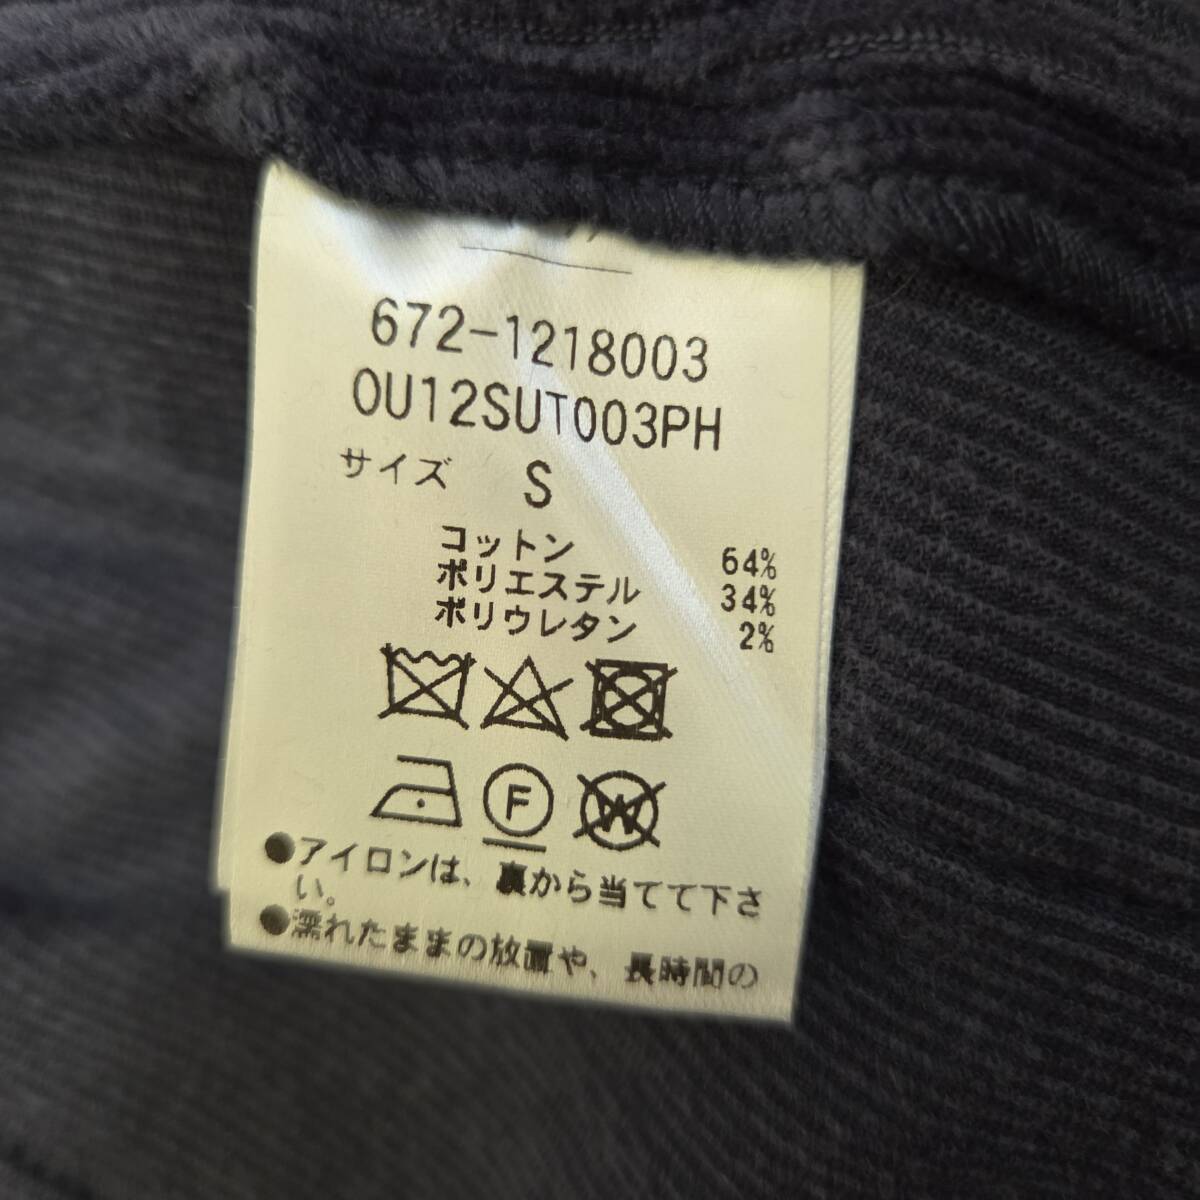 672-1218003
OU12SUT003PH
サイズ S
コットン 64%
ポリエステル 34%
ポリウレタン 2%
F W
●アイロンは、裏から当てて下さ
い。
●濡れたままの放置や、長時間の